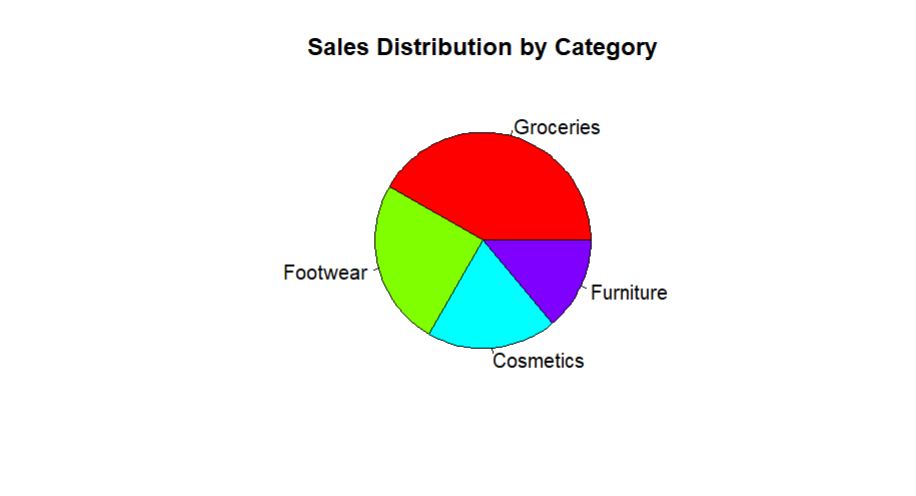 Sales Distribution by Category
Groceries
Footwear
Furniture
Cosmetics